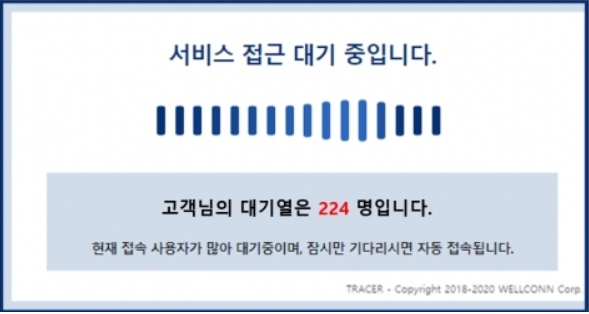 서비스 접근 대기 중입니다.
고객님의 대기열은 224 명입니다.
현재 접속 사용자가 많아 대기중이며, 잠시만 기다리시면 자동 접속됩니다.
TRACER - Copyright 2018-2020 WELLCONN Corp.